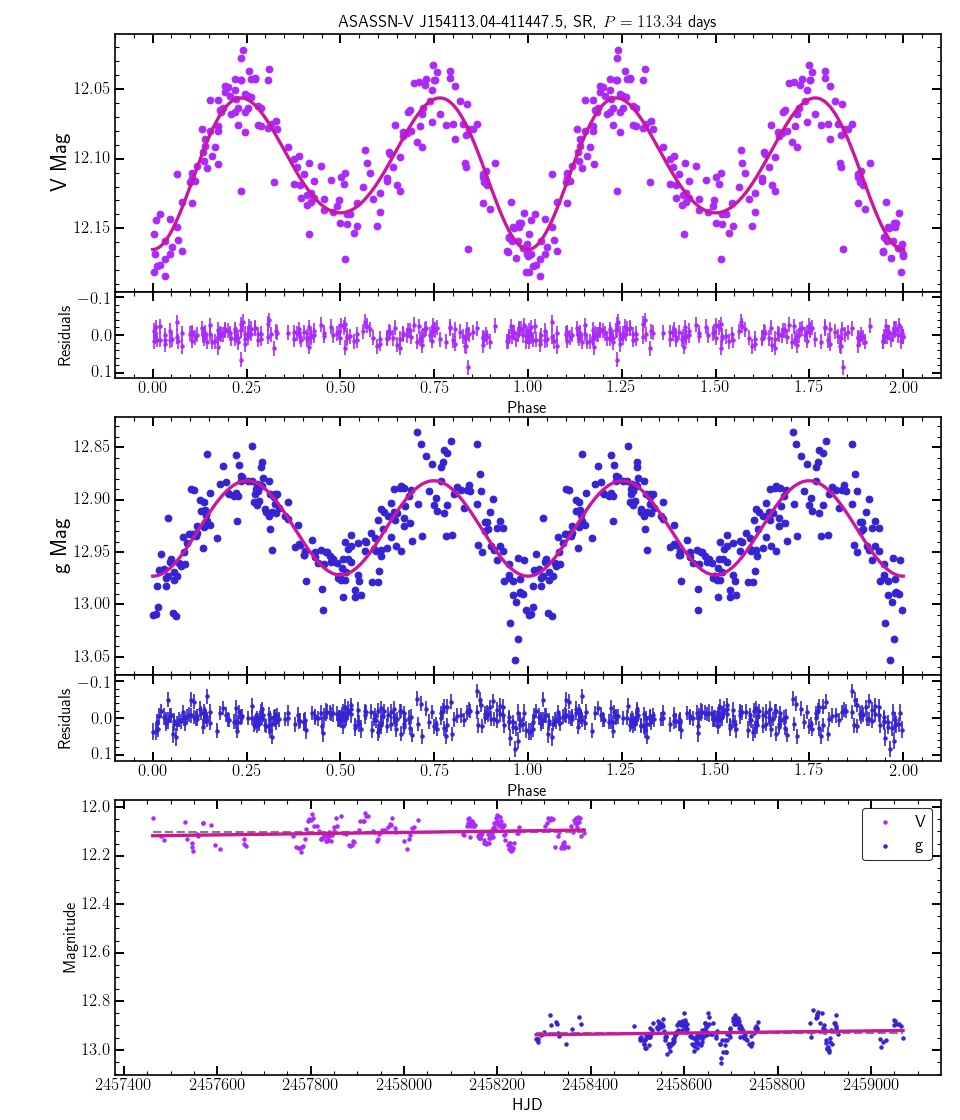 ASASSN-V J154113.04-411447.5, SR, P = 113.34 days
V Mag
12.05
12.10
12.15
Residuals
−0.1
0.0
0.1
0.00 0.25 0.50 0.75 1.00 1.25 1.50 1.75 2.00
Phase
g Mag
12.85
12.90
12.95
13.00
13.05
Residuals
−0.1
0.0
0.1
0.00 0.25 0.50 0.75 1.00 1.25 1.50 1.75 2.00
Phase
Magnitude
12.0
12.2
12.4
12.6
12.8
13.0
V
g
2457400 2457600 2457800 2458000 2458200 2458400 2458600 2458800 2459000
HJD